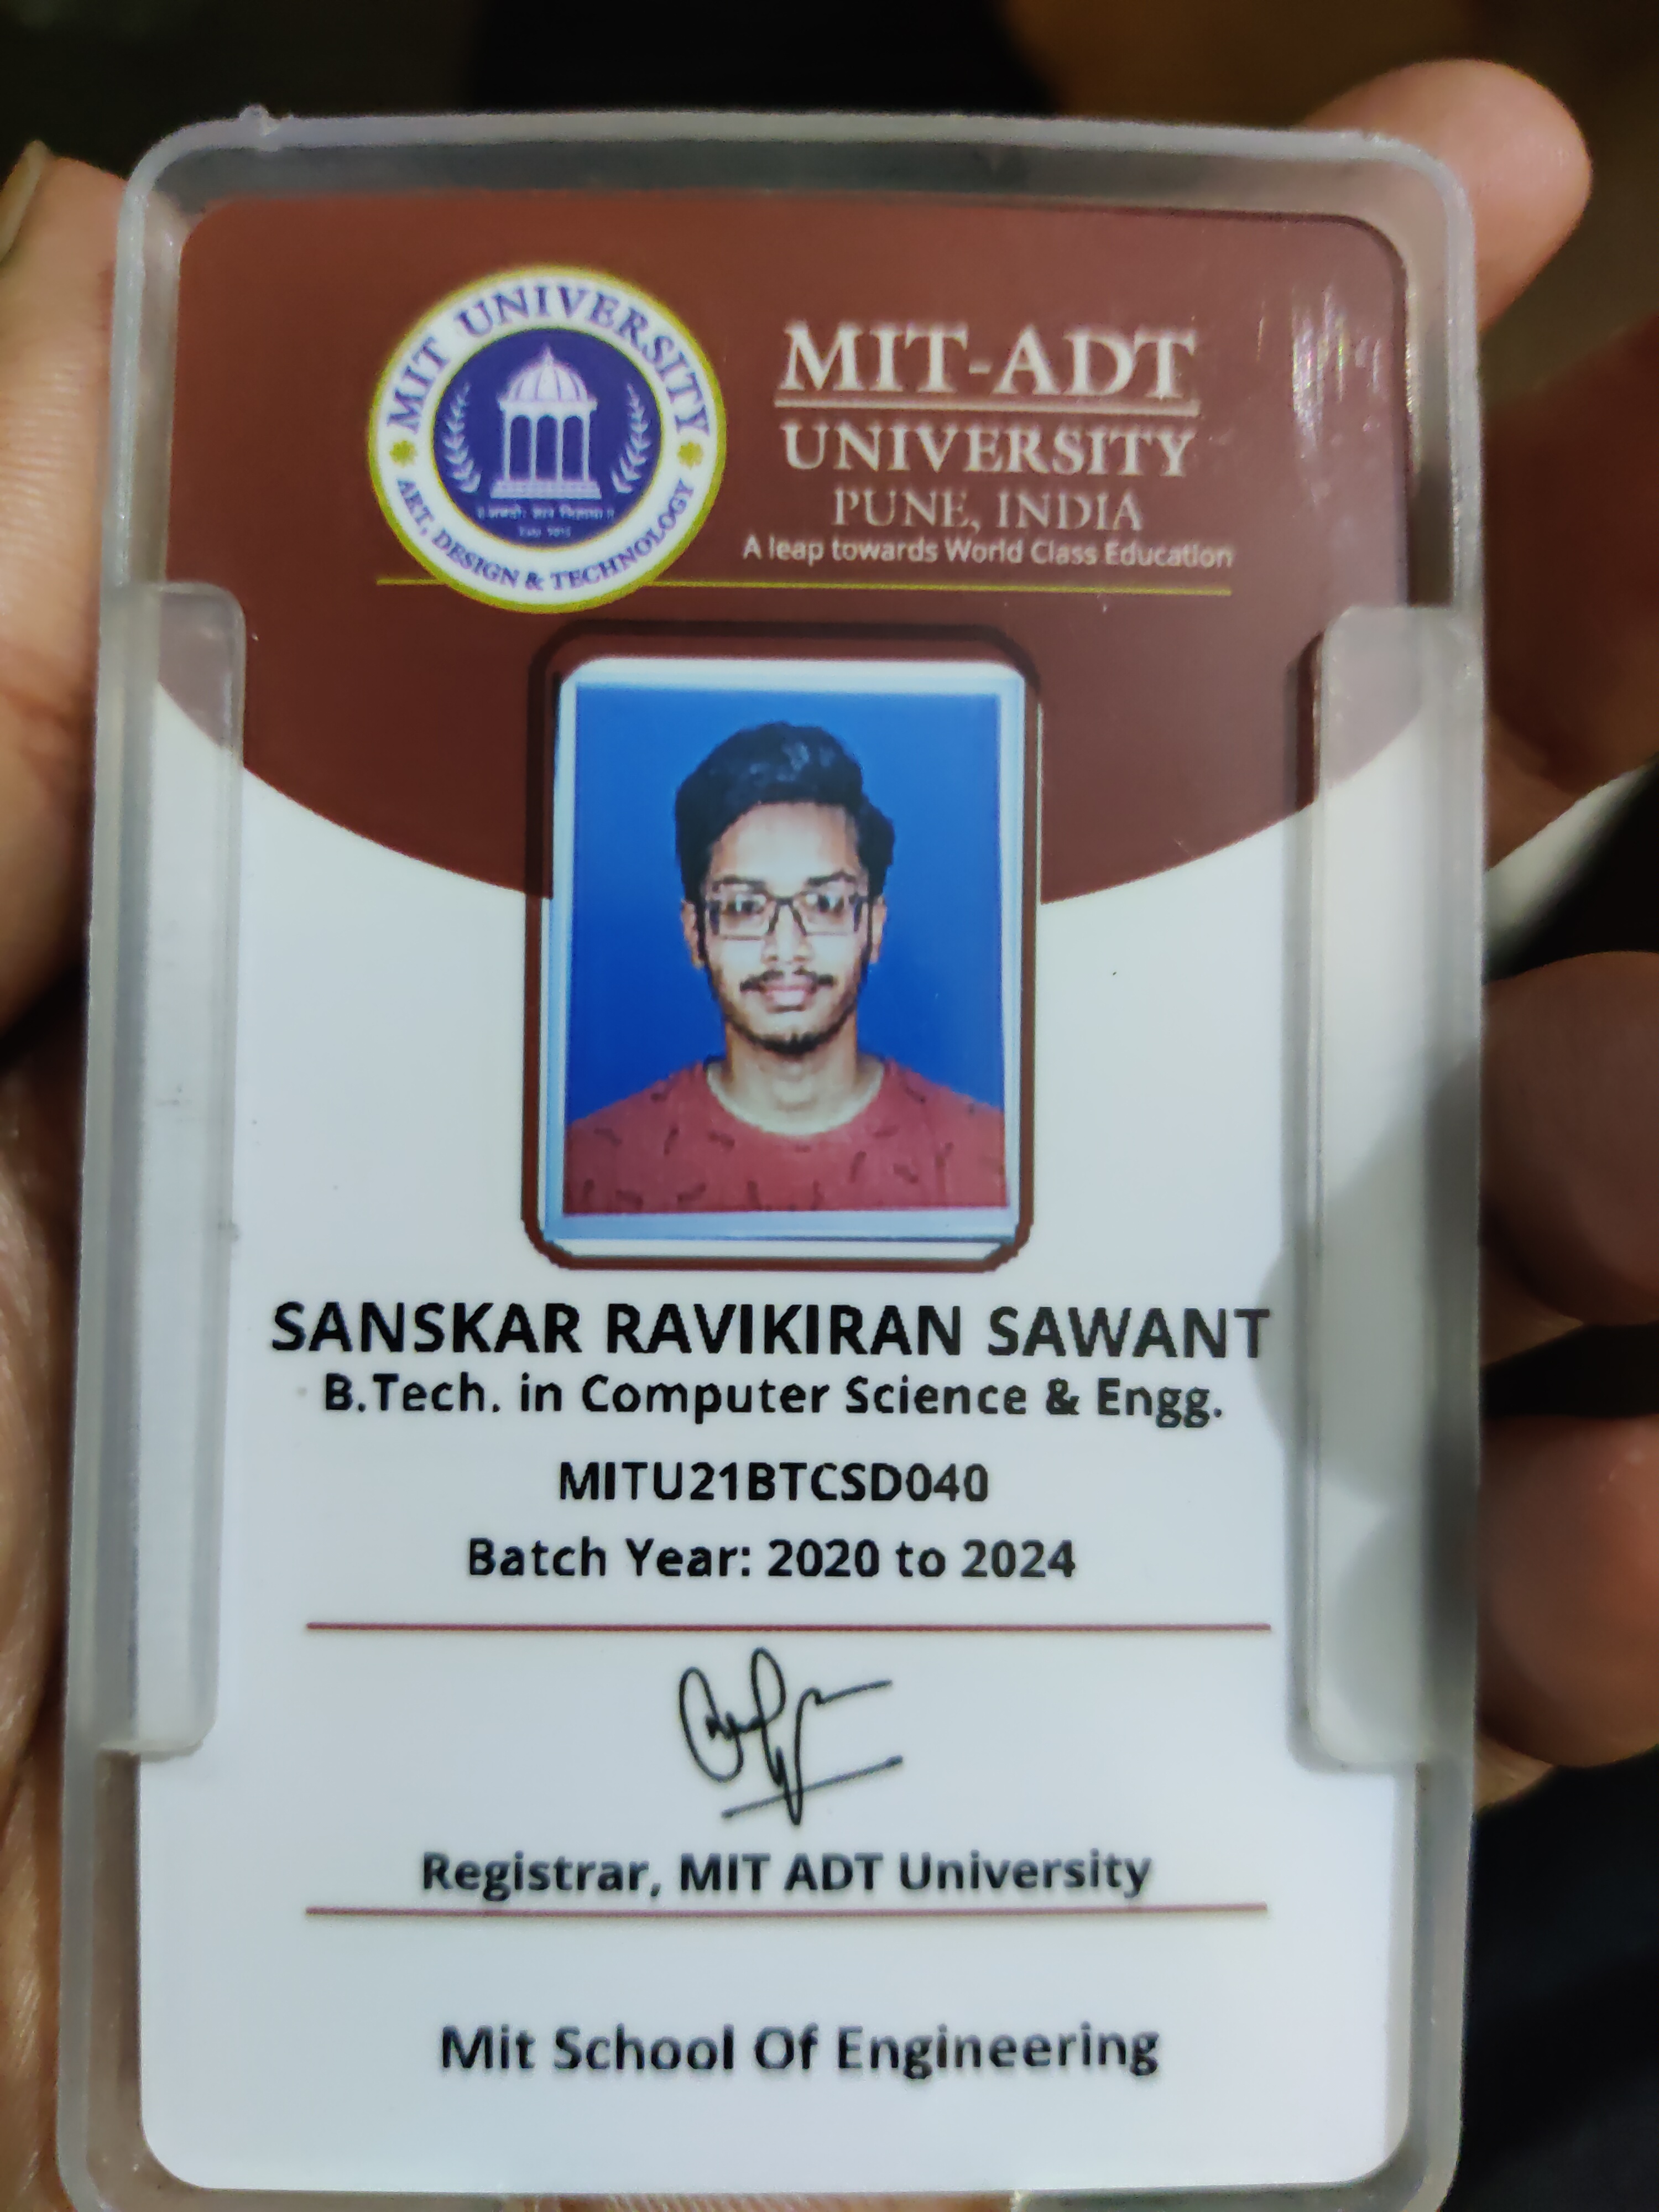 MIT UNIVERSITY
ART, DESIGN & TECHNOLOGY
MIT-ADT
UNIVERSITY
PUNE, INDIA
A leap towards World Class Education
SANSKAR RAVIKIRAN SAWANT
B.Tech. in Computer Science & Engg.
MITU21BTCSD040
Batch Year: 2020 to 2024
Registrar, MIT ADT University
Mit School Of Engineering